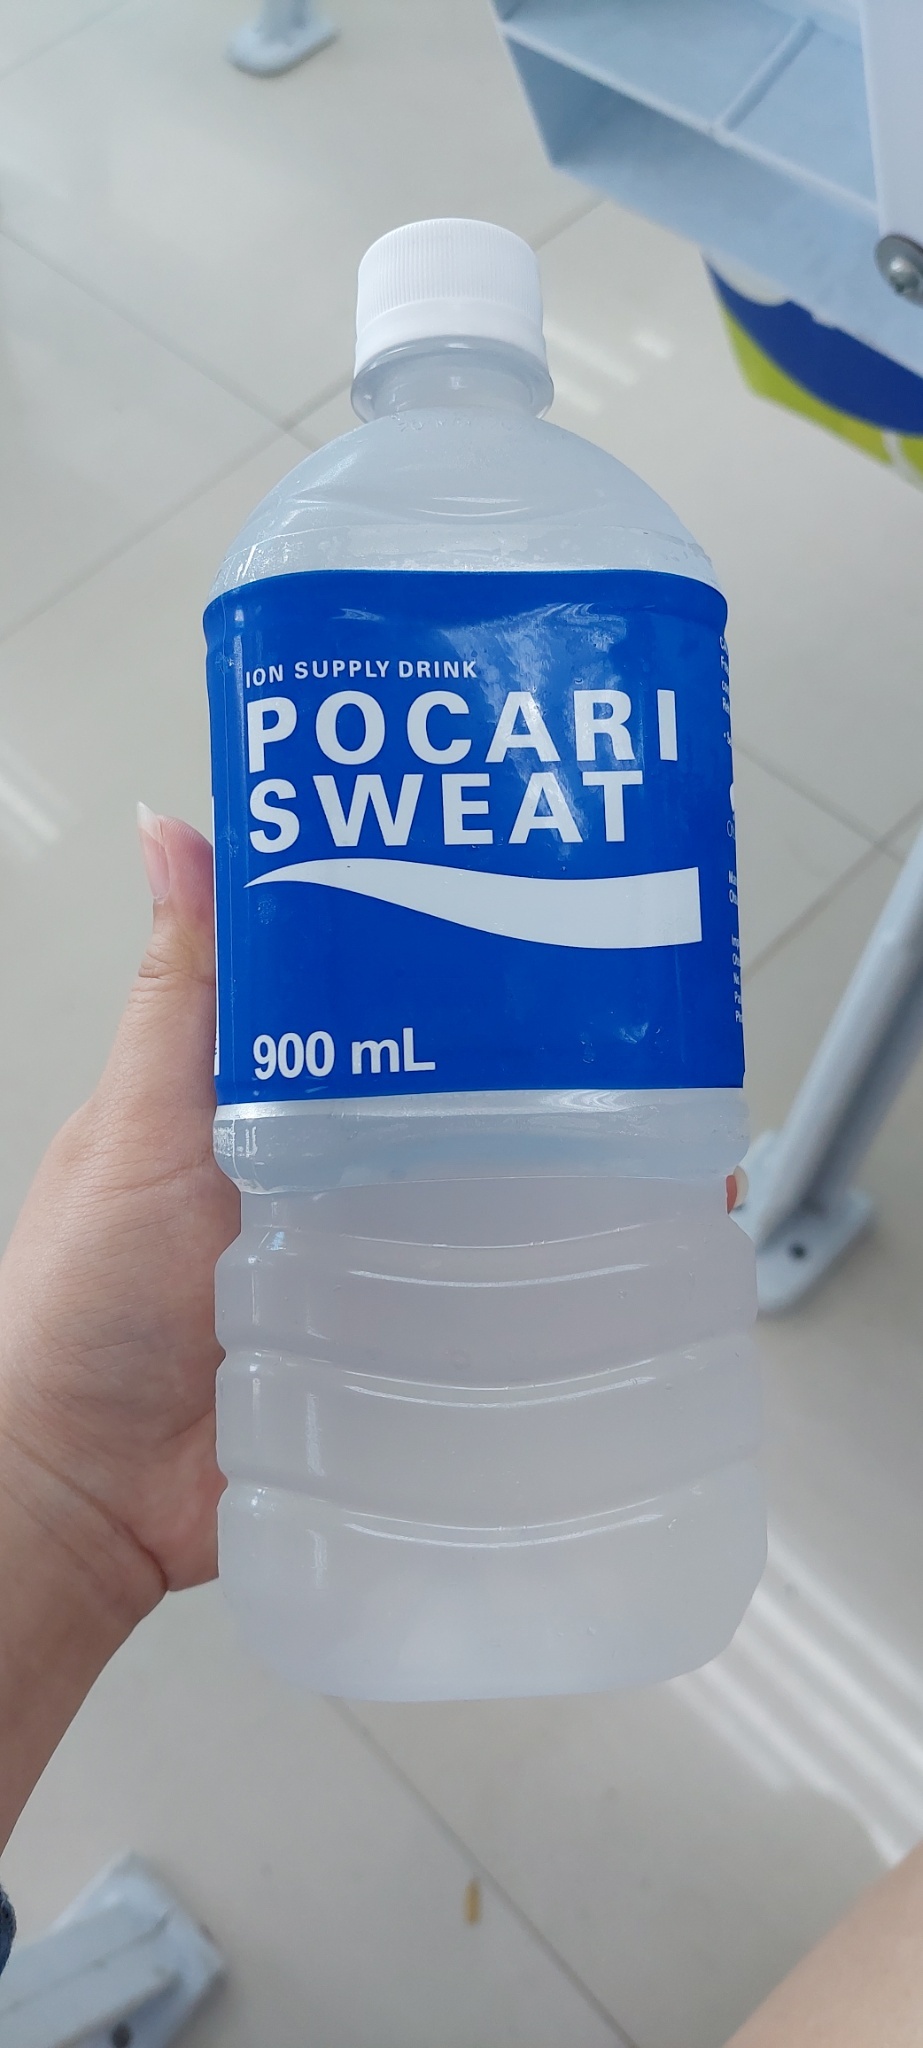 ION SUPPLY DRINK
POCARI
SWEAT
900 mL